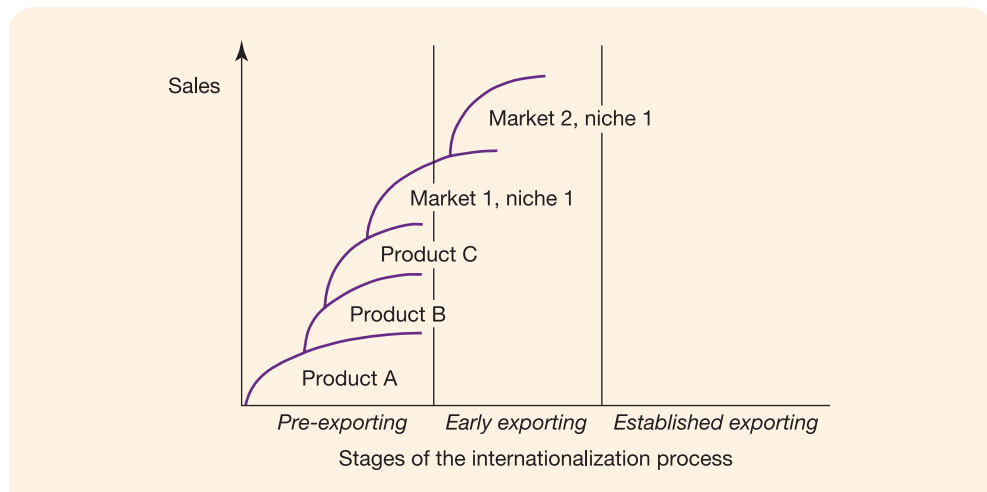 Sales
Market 2, niche 1
Market 1, niche 1
Product C
Product B
Product A
Pre-exporting
Early exporting
Established exporting
Stages of the internationalization process